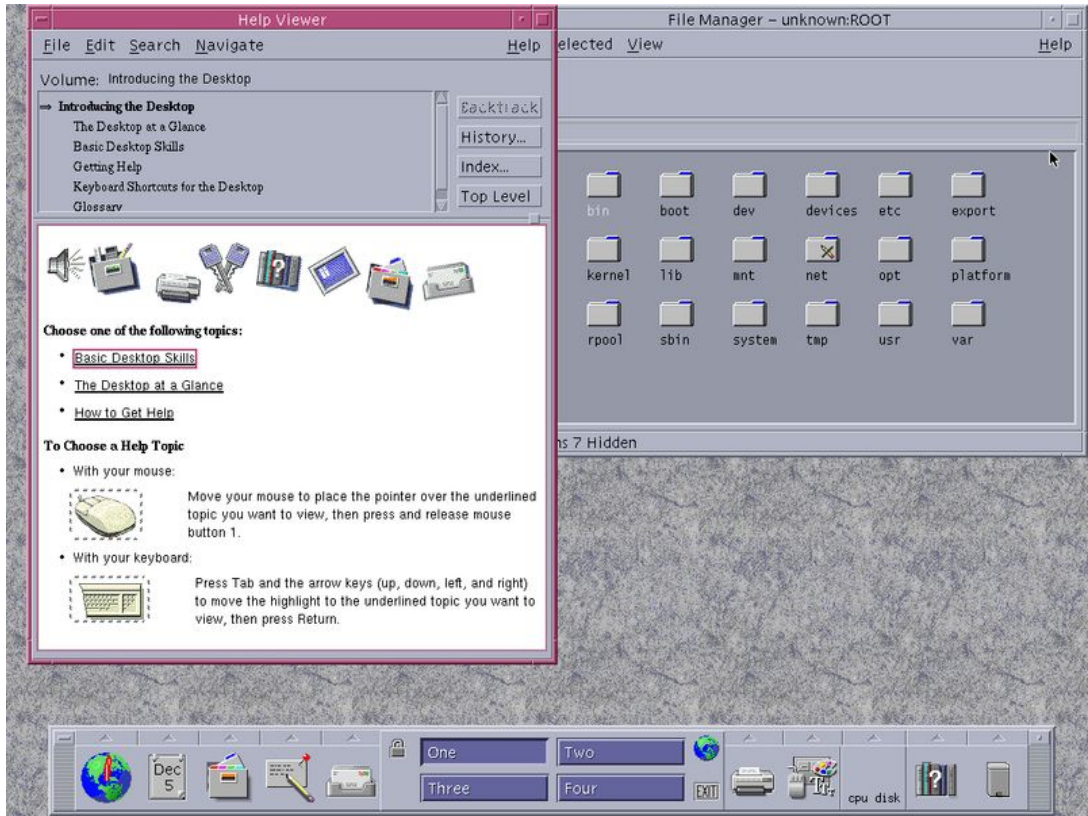 Help Viewer
File Edit Search Navigate Help
Volume: Introducing the Desktop
⇒ Introducing the Desktop
The Desktop at a Glance
Basic Desktop Skills
Getting Help
Keyboard Shortcuts for the Desktop
Glossary
Backtrack
History...
Index...
Top Level
Choose one of the following topics:
• Basic Desktop Skills
• The Desktop at a Glance
• How to Get Help
To Choose a Help Topic
• With your mouse:
Move your mouse to place the pointer over the underlined
topic you want to view, then press and release mouse
button 1.
• With your keyboard:
Press Tab and the arrow keys (up, down, left, and right)
to move the highlight to the underlined topic you want to
view, then press Return.
File Manager – unknown:ROOT
elected View Help
bin boot dev devices etc export
kernel lib mnt net opt platform
rpool sbin system tmp usr var
ns 7 Hidden
Dec
5
One Two
Three Four
EXIT
cpu disk